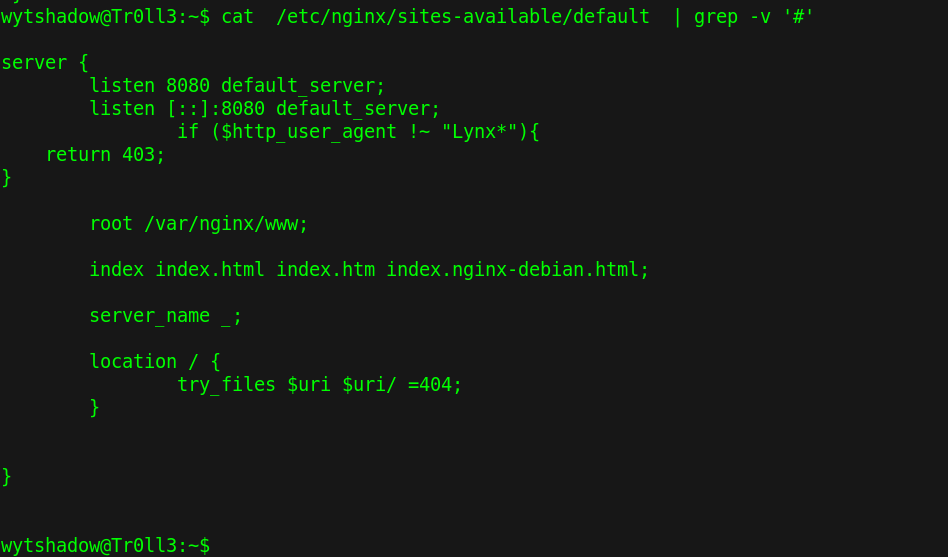 wytshadow@Tr0ll3:~$ cat  /etc/nginx/sites-available/default  | grep -v '#'
server {
        listen 8080 default_server;
        listen [::]:8080 default_server;
                if ($http_user_agent !~ "Lynx*"){
    return 403;
}
        root /var/nginx/www;
        index index.html index.htm index.nginx-debian.html;
        server_name _;
        location / {
                try_files $uri $uri/ =404;
        }
}
wytshadow@Tr0ll3:~$